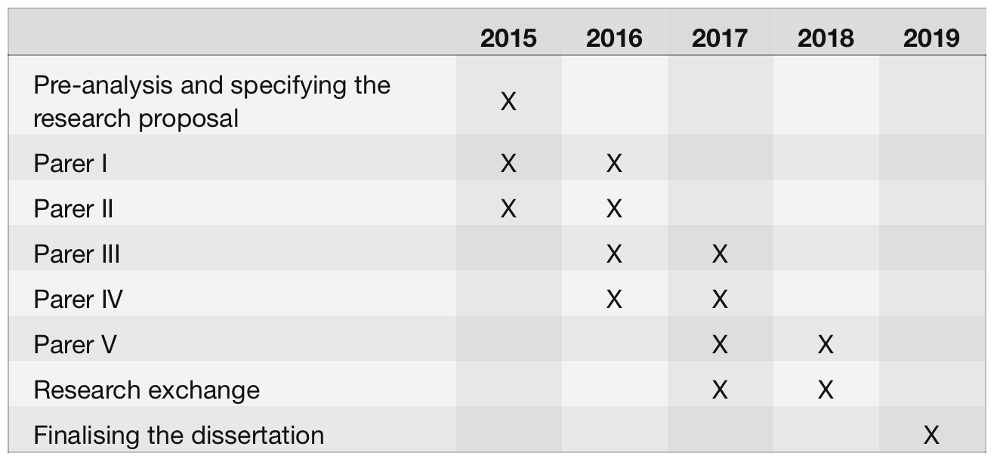 2015 2016 2017 2018 2019
Pre-analysis and specifying the
research proposal X
Parer I X X
Parer II X X
Parer III X X
Parer IV X X
Parer V X X
Research exchange X X
Finalising the dissertation X